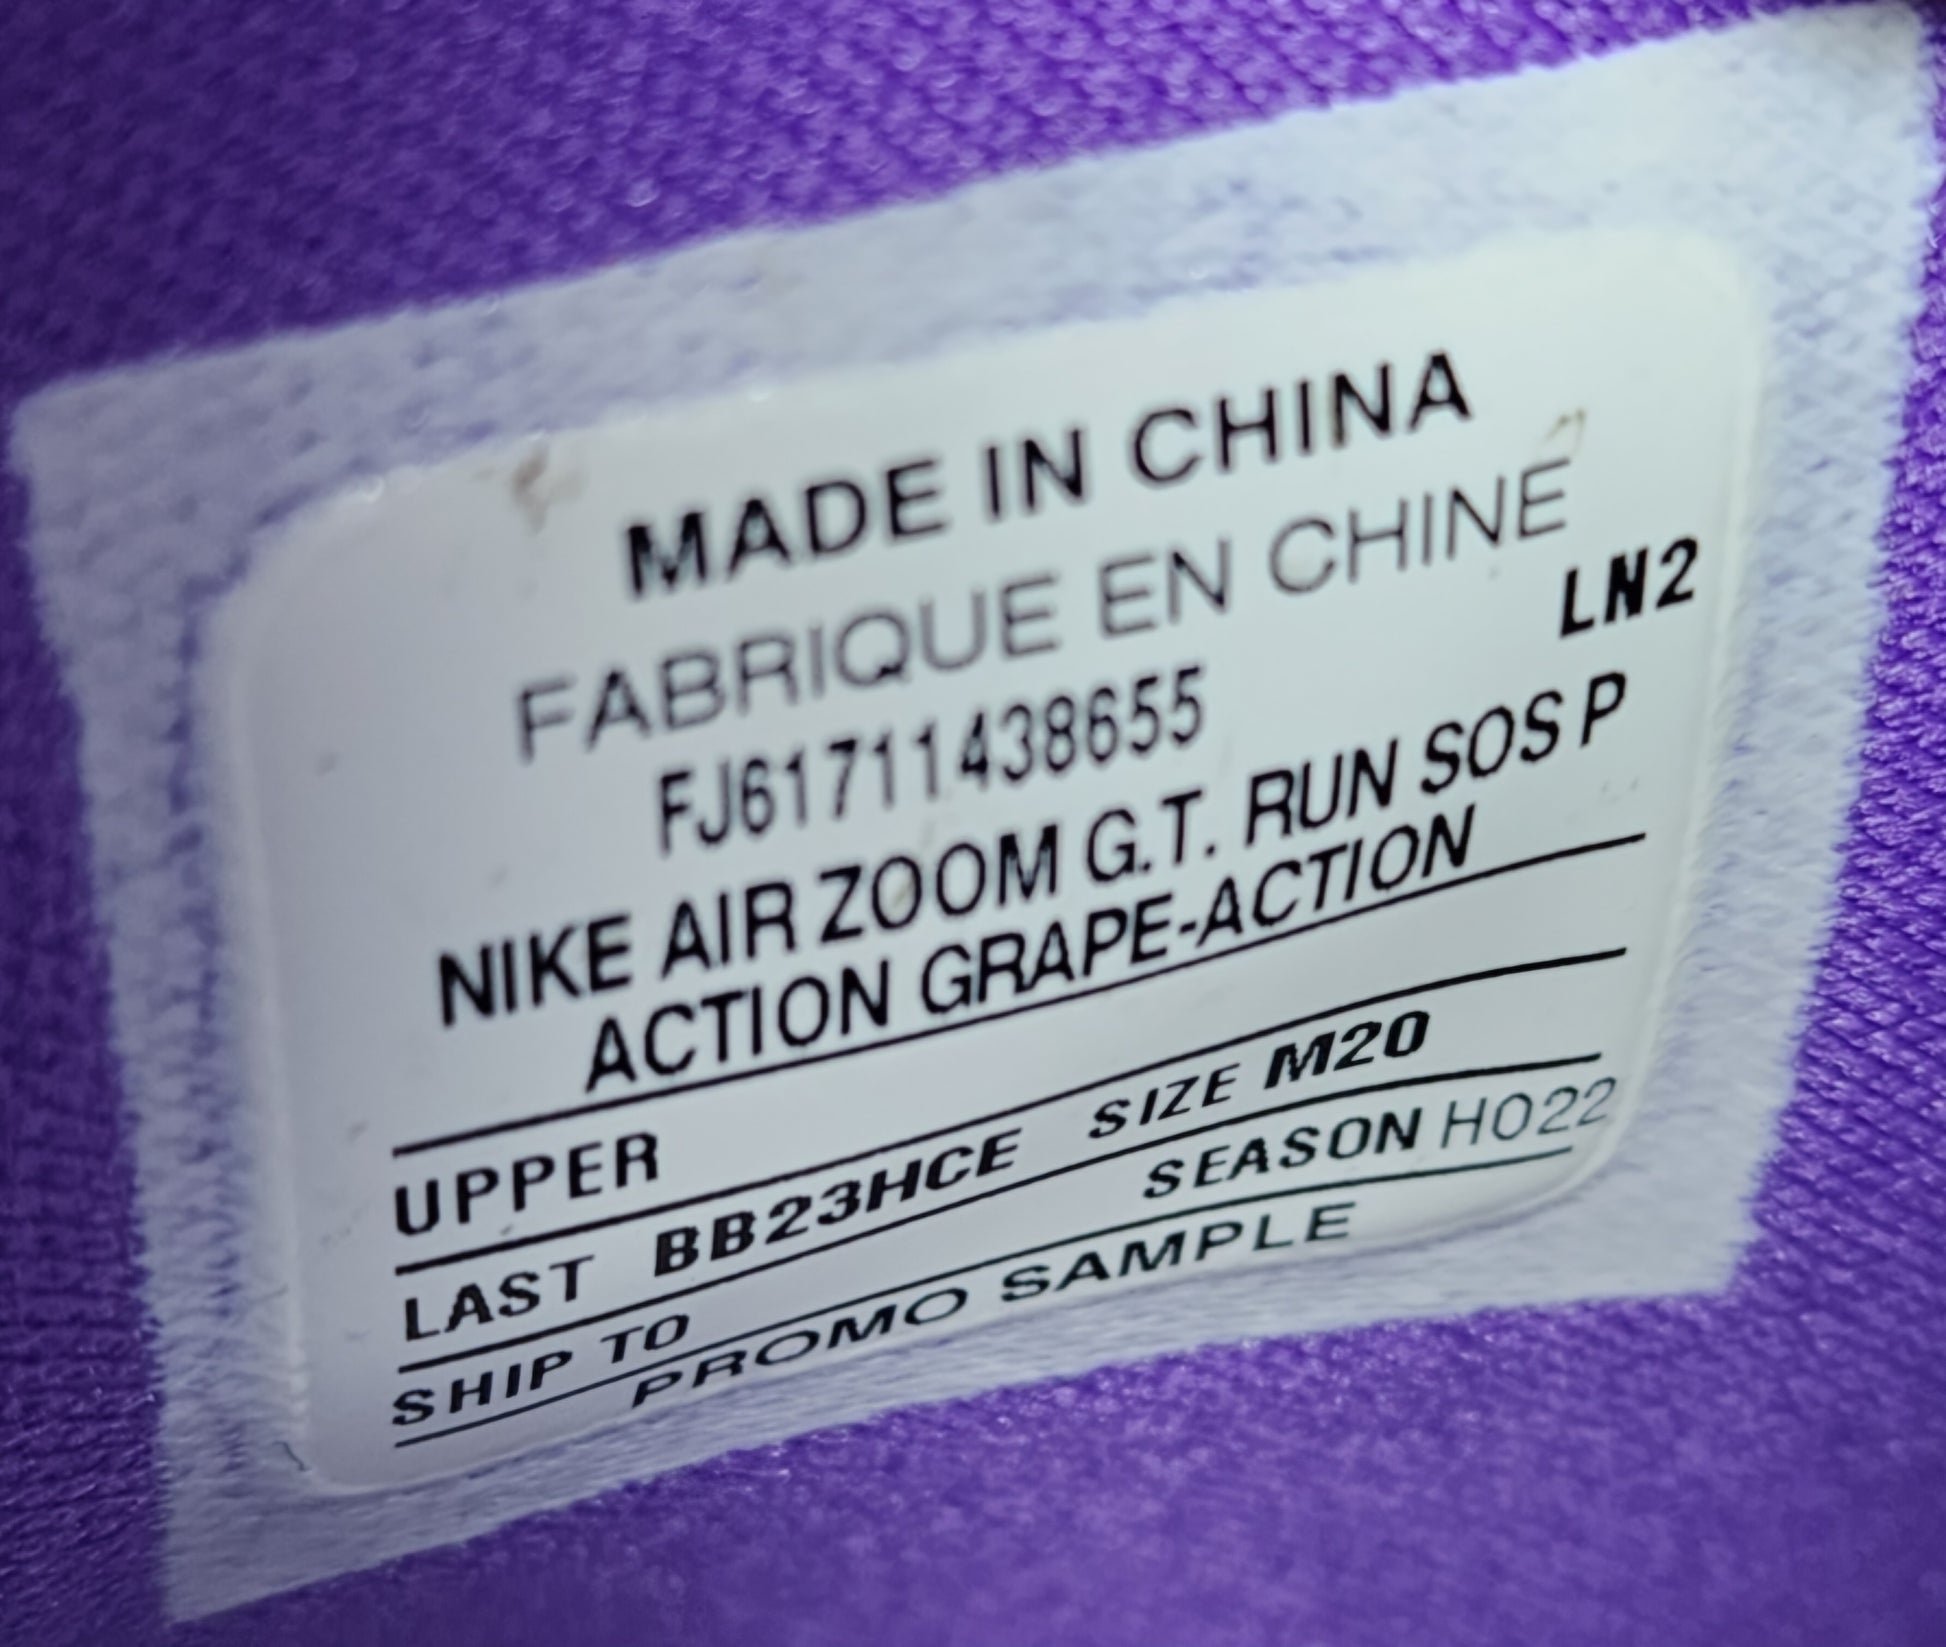 MADE IN CHINA
FABRIQUE EN CHINE
LN2
FJ61711438655
NIKE AIR ZOOM G.T. RUN SOS P
ACTION GRAPE-ACTION
UPPER
LAST BB23HCE SIZE M20
SHIP TO SEASON HO22
PROMO SAMPLE